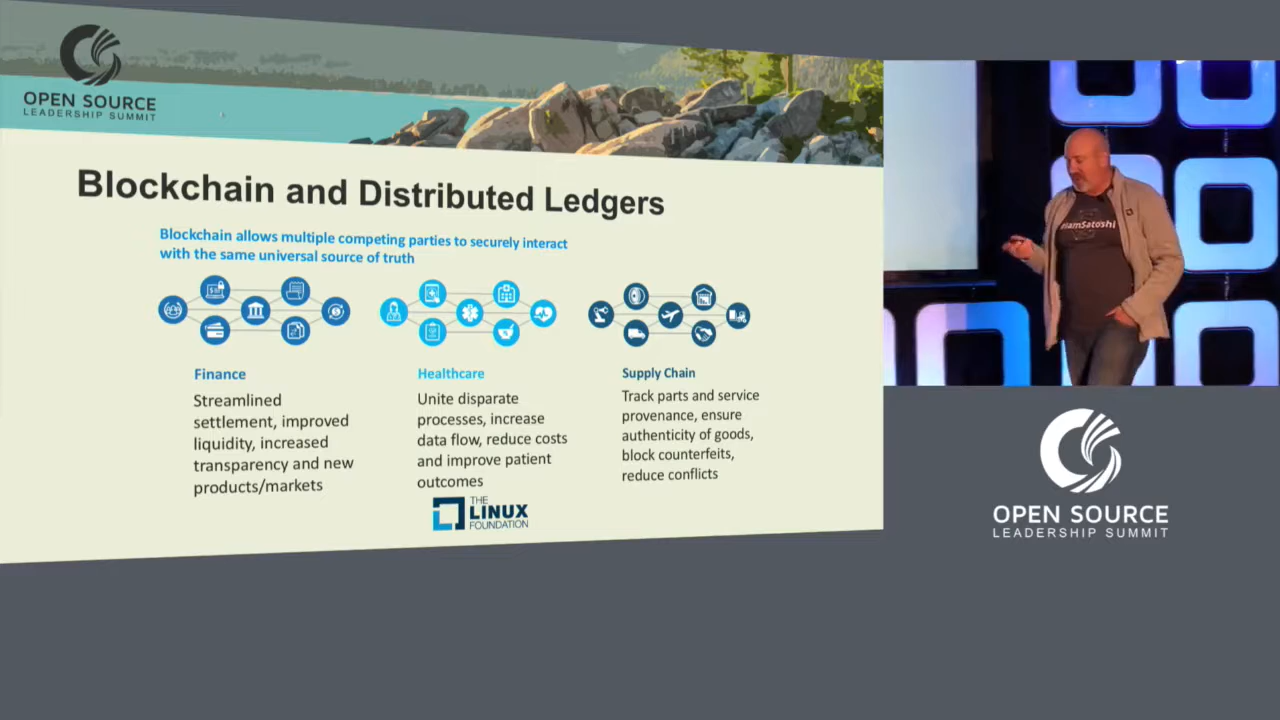 OPEN SOURCE
LEADERSHIP SUMMIT
Blockchain and Distributed Ledgers
Blockchain allows multiple competing parties to securely interact
with the same universal source of truth
Finance
Streamlined
settlement, improved
liquidity, increased
transparency and new
products/markets
Healthcare
Unite disparate
processes, increase
data flow, reduce costs
and improve patient
outcomes
Supply Chain
Track parts and service
provenance, ensure
authenticity of goods,
block counterfeits,
reduce conflicts
THE
LINUX
FOUNDATION
#IamSatoshi
OPEN SOURCE
LEADERSHIP SUMMIT